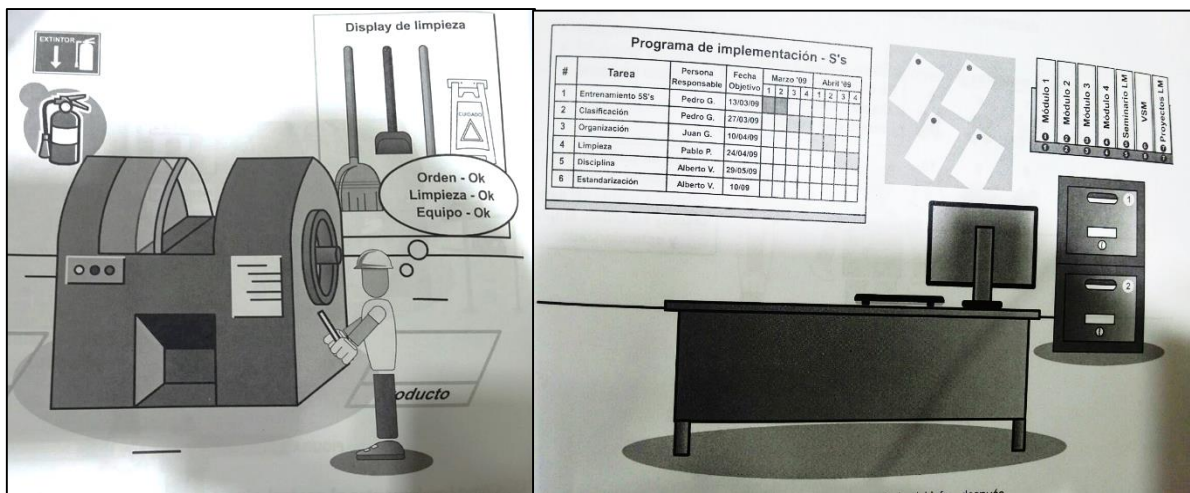 EXTINTOR
Display de limpieza
CUIDADO
Orden - Ok
Limpieza - Ok
Equipo - Ok
oducto
Programa de implementación - S's
# Tarea Persona Responsable Fecha Objetivo Marzo '09 Abril '09
1 2 3 4 1 2 3 4
1 Entrenamiento 5S's Pedro G. 13/03/09
2 Clasificación Pedro G. 27/03/09
3 Organización Juan G. 10/04/09
4 Limpieza Pablo P. 24/04/09
5 Disciplina Alberto V. 29/05/09
6 Estandarización Alberto V. 10/09
Módulo 1
Módulo 2
Módulo 3
Módulo 4
Seminario LM
VSM
Proyectos LM
1
2